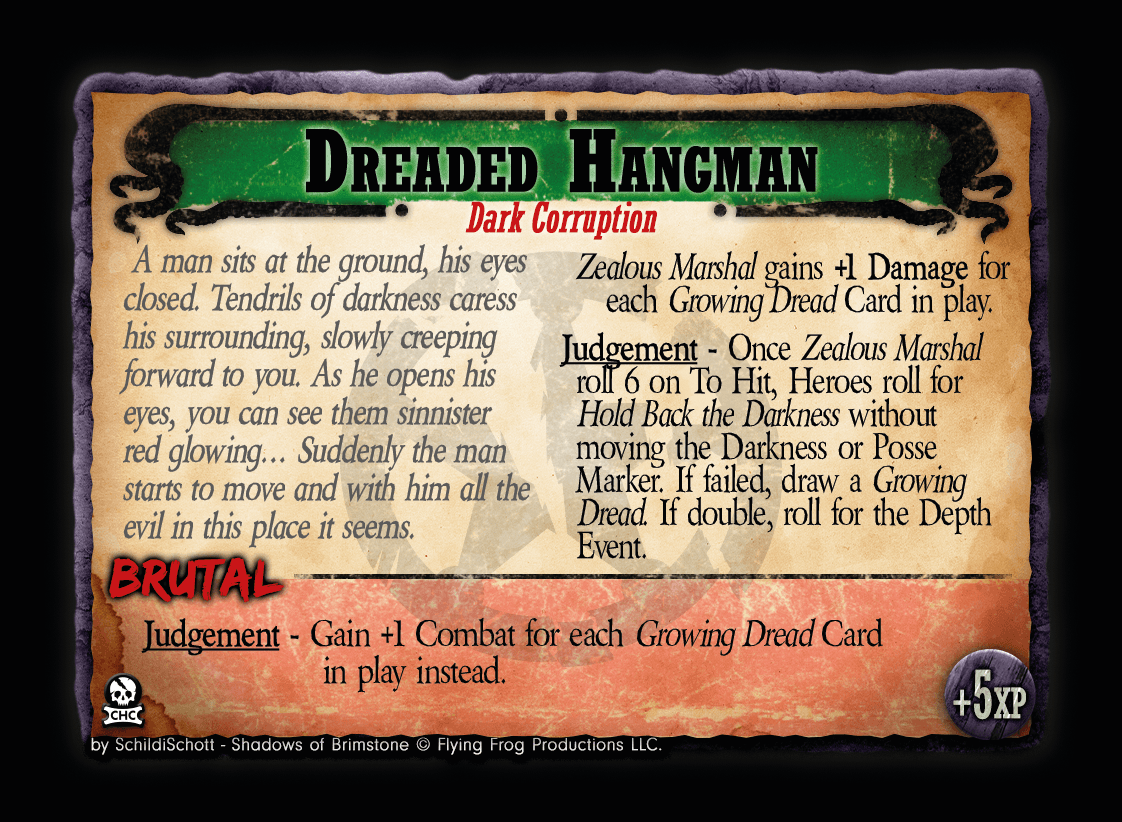 Dreaded Hangman
Dark Corruption
A man sits at the ground, his eyes
closed. Tendrils of darkness caress
his surrounding, slowly creeping
forward to you. As he opens his
eyes, you can see them sinnister
red glowing... Suddenly the man
starts to move and with him all the
evil in this place it seems.
Zealous Marshal gains +1 Damage for
each Growing Dread Card in play.
Judgement - Once Zealous Marshal
roll 6 on To Hit, Heroes roll for
Hold Back the Darkness without
moving the Darkness or Posse
Marker. If failed, draw a Growing
Dread. If double, roll for the Depth
Event.
BRUTAL
Judgement - Gain +1 Combat for each Growing Dread Card
in play instead.
CHC
+5XP
by SchildiSchott - Shadows of Brimstone © Flying Frog Productions LLC.